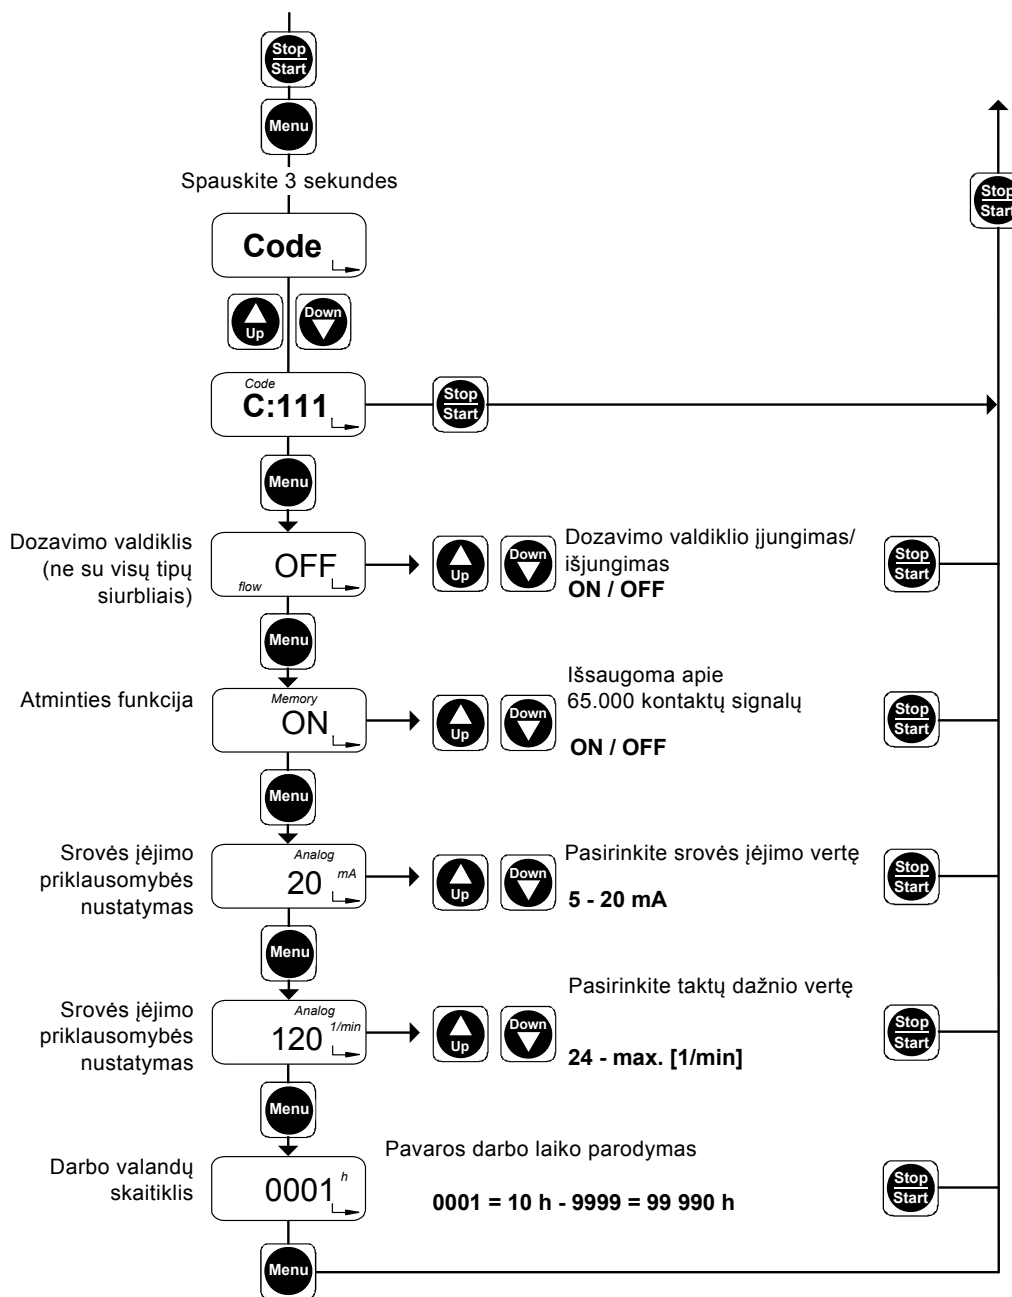 Stop
Start
Menu
Spauskite 3 sekundes
Stop
Start
Code
Up
Down
Code
C:111
Stop
Start
Menu
Dozavimo valdiklis
(ne su visų tipų
siurbliais)
OFF
flow
Up
Down
Dozavimo valdiklio įjungimas/
išjungimas
ON / OFF
Stop
Start
Menu
Atminties funkcija
Memory
ON
Up
Down
Išsaugoma apie
65.000 kontaktų signalų
ON / OFF
Stop
Start
Menu
Srovės įėjimo
priklausomybės
nustatymas
Analog
20 mA
Up
Down
Pasirinkite srovės įėjimo vertę
5 - 20 mA
Stop
Start
Menu
Srovės įėjimo
priklausomybės
nustatymas
Analog
120 1/min
Up
Down
Pasirinkite taktų dažnio vertę
24 - max. [1/min]
Stop
Start
Menu
Darbo valandų
skaitiklis
0001 h
Pavaros darbo laiko parodymas
0001 = 10 h - 9999 = 99 990 h
Stop
Start
Menu